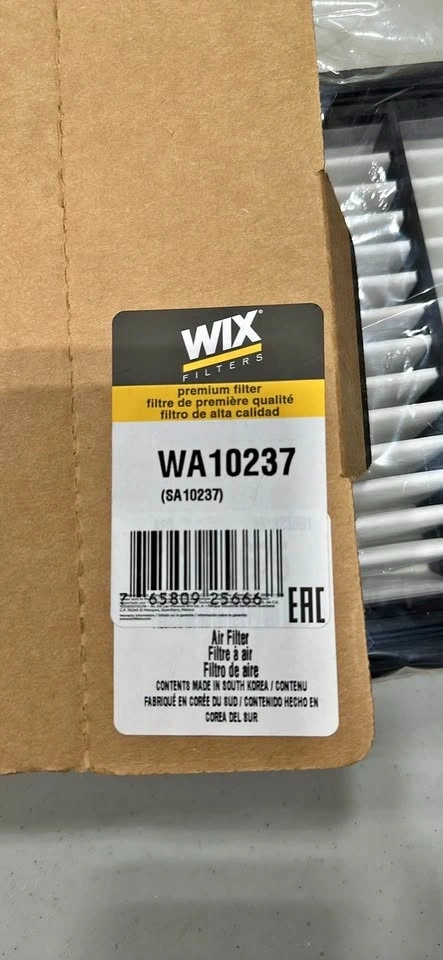 WIX®
FILTERS
premium filter
filtre de première qualité
filtro de alta calidad
WA10237
(SA10237)
7 65809 25666
EAC
Air Filter
Filtre à air
Filtro de aire
CONTENTS MADE IN SOUTH KOREA / CONTENU
FABRIQUÉ EN CORÉE DU SUD / CONTENIDO HECHO EN
COREA DEL SUR